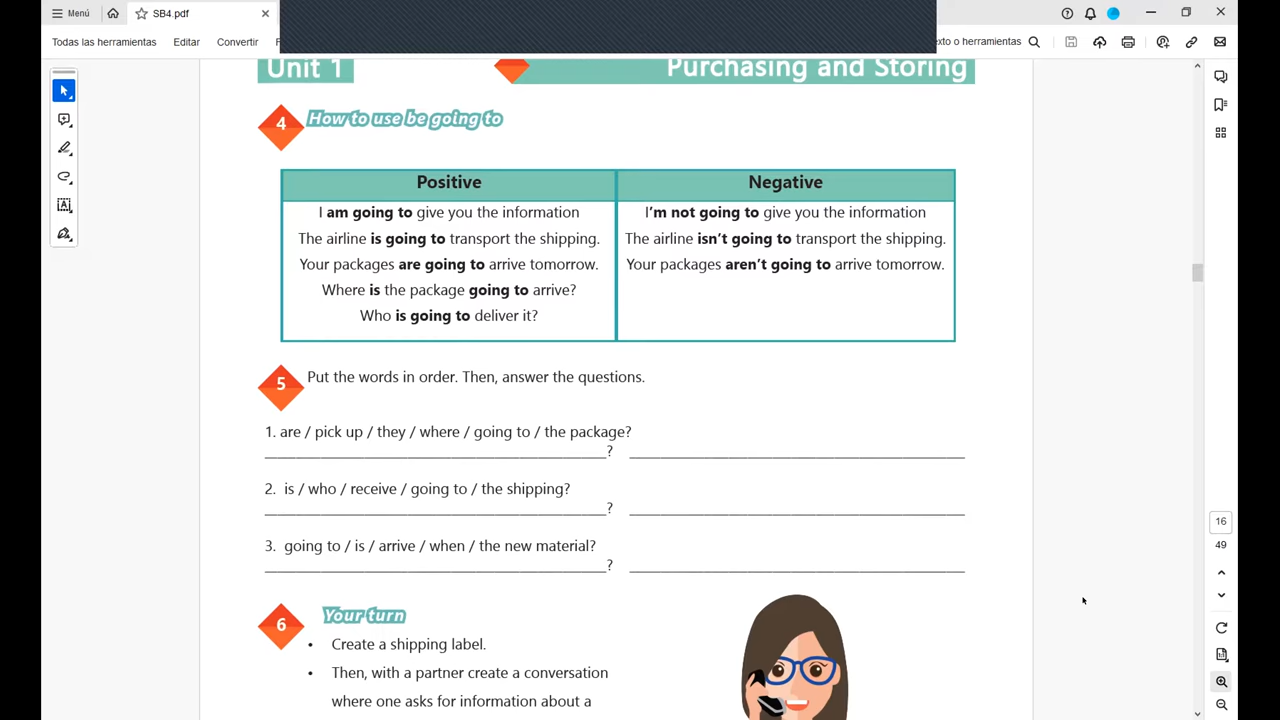 Menú
SB4.pdf
Todas las herramientas
Editar
Convertir
exto o herramientas
Unit 1
Purchasing and Storing
4
How to use be going to
Positive
I am going to give you the information
The airline is going to transport the shipping.
Your packages are going to arrive tomorrow.
Where is the package going to arrive?
Who is going to deliver it?
Negative
I'm not going to give you the information
The airline isn't going to transport the shipping.
Your packages aren't going to arrive tomorrow.
5
Put the words in order. Then, answer the questions.
1. are / pick up / they / where / going to / the package?
?
2. is / who / receive / going to / the shipping?
?
3. going to / is / arrive / when / the new material?
?
6
Your turn
• Create a shipping label.
• Then, with a partner create a conversation
where one asks for information about a
16
49